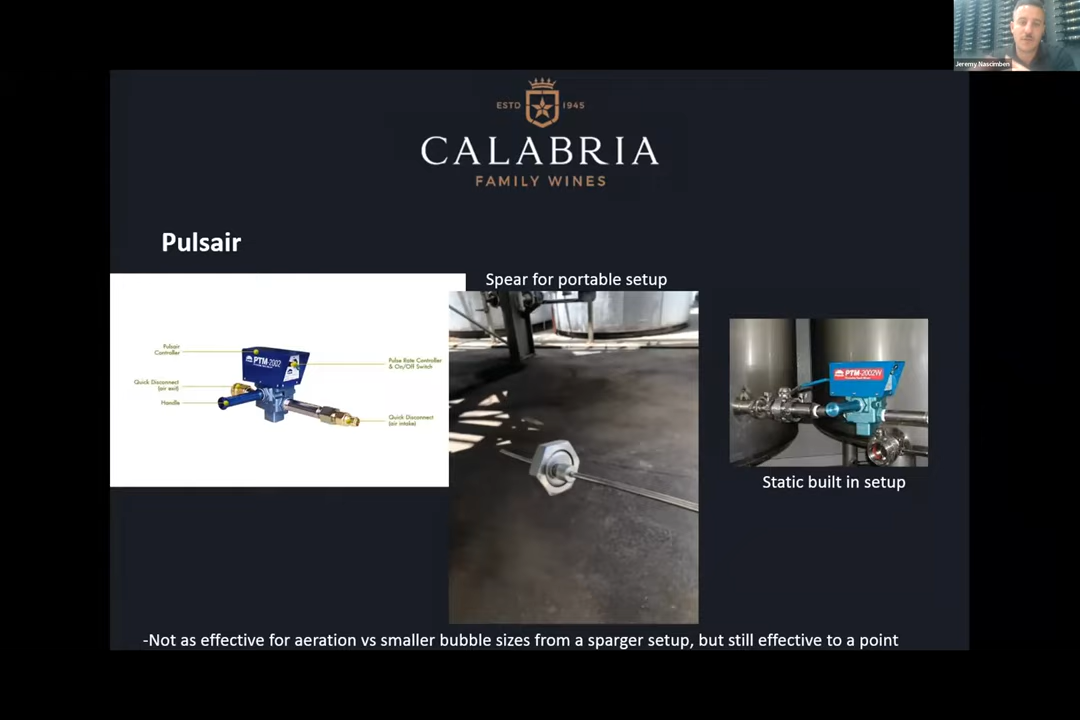 Jeremy Nascimben
ESTD 1945
CALABRIA
FAMILY WINES
Pulsair
Spear for portable setup
Pulsair
Controller
PTM-2002
Pulse Rate Controller
& On/Off Switch
Quick Disconnect
(air exit)
Handle
Quick Disconnect
(air intake)
PTM-2002W
Static built in setup
-Not as effective for aeration vs smaller bubble sizes from a sparger setup, but still effective to a point